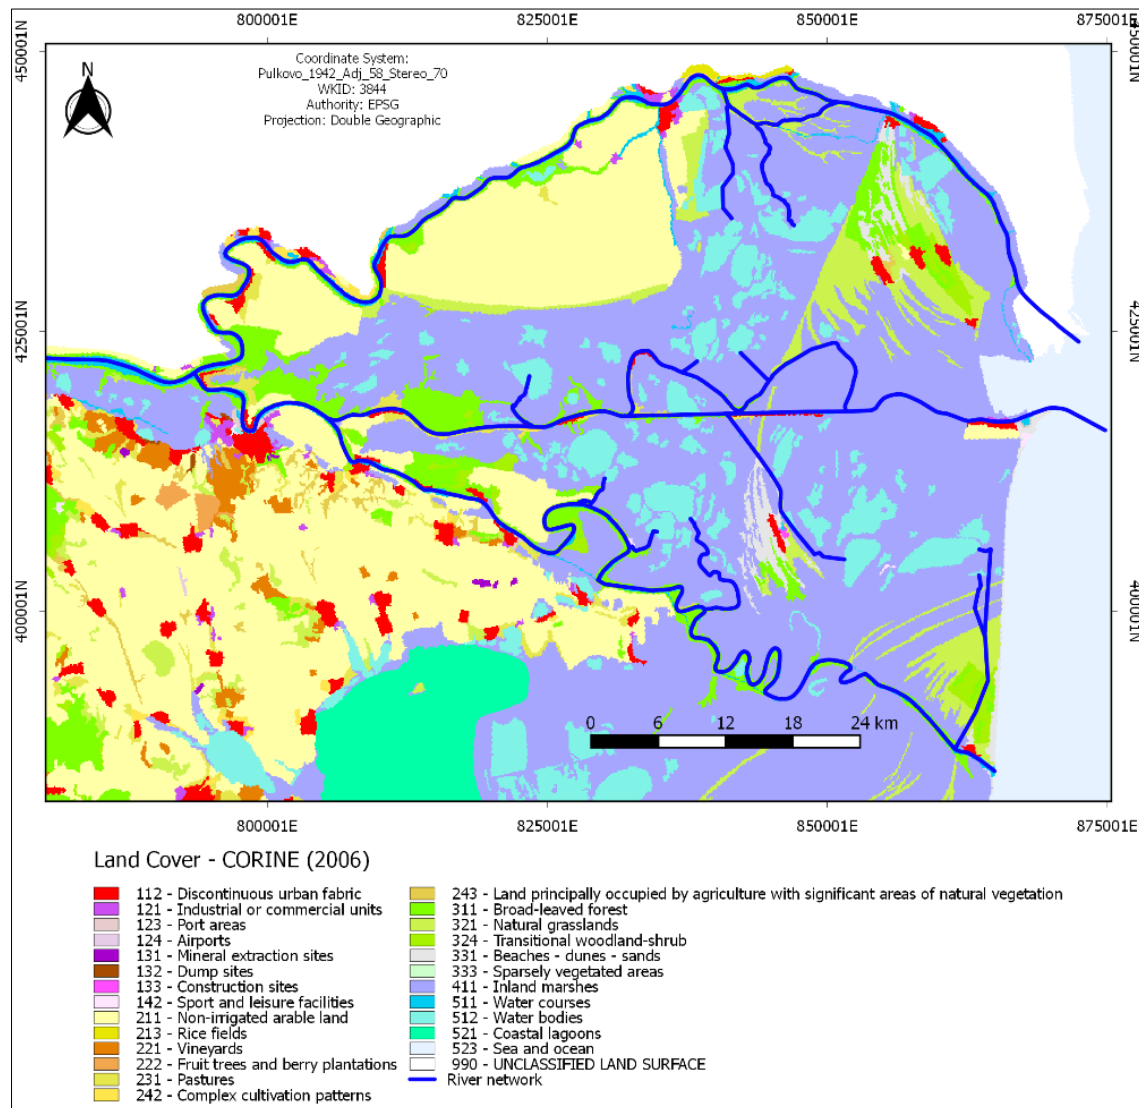 800001E 825001E 850001E 875001E
450001N 450001N
N
Coordinate System:
Pulkovo_1942_Adj_58_Stereo_70
WKID: 3844
Authority: EPSG
Projection: Double Geographic
425001N 425001N
400001N 400001N
0 6 12 18 24 km
800001E 825001E 850001E 875001E
Land Cover - CORINE (2006)
112 - Discontinuous urban fabric
121 - Industrial or commercial units
123 - Port areas
124 - Airports
131 - Mineral extraction sites
132 - Dump sites
133 - Construction sites
142 - Sport and leisure facilities
211 - Non-irrigated arable land
213 - Rice fields
221 - Vineyards
222 - Fruit trees and berry plantations
231 - Pastures
242 - Complex cultivation patterns
243 - Land principally occupied by agriculture with significant areas of natural vegetation
311 - Broad-leaved forest
321 - Natural grasslands
324 - Transitional woodland-shrub
331 - Beaches - dunes - sands
333 - Sparsely vegetated areas
411 - Inland marshes
511 - Water courses
512 - Water bodies
521 - Coastal lagoons
523 - Sea and ocean
990 - UNCLASSIFIED LAND SURFACE
River network